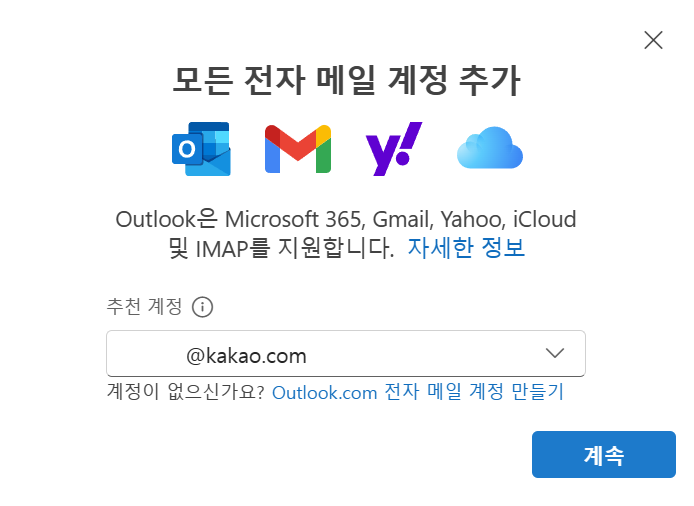 모든 전자 메일 계정 추가
Outlook은 Microsoft 365, Gmail, Yahoo, iCloud
및 IMAP를 지원합니다. 자세한 정보
추천 계정
@kakao.com
계정이 없으신가요? Outlook.com 전자 메일 계정 만들기
계속